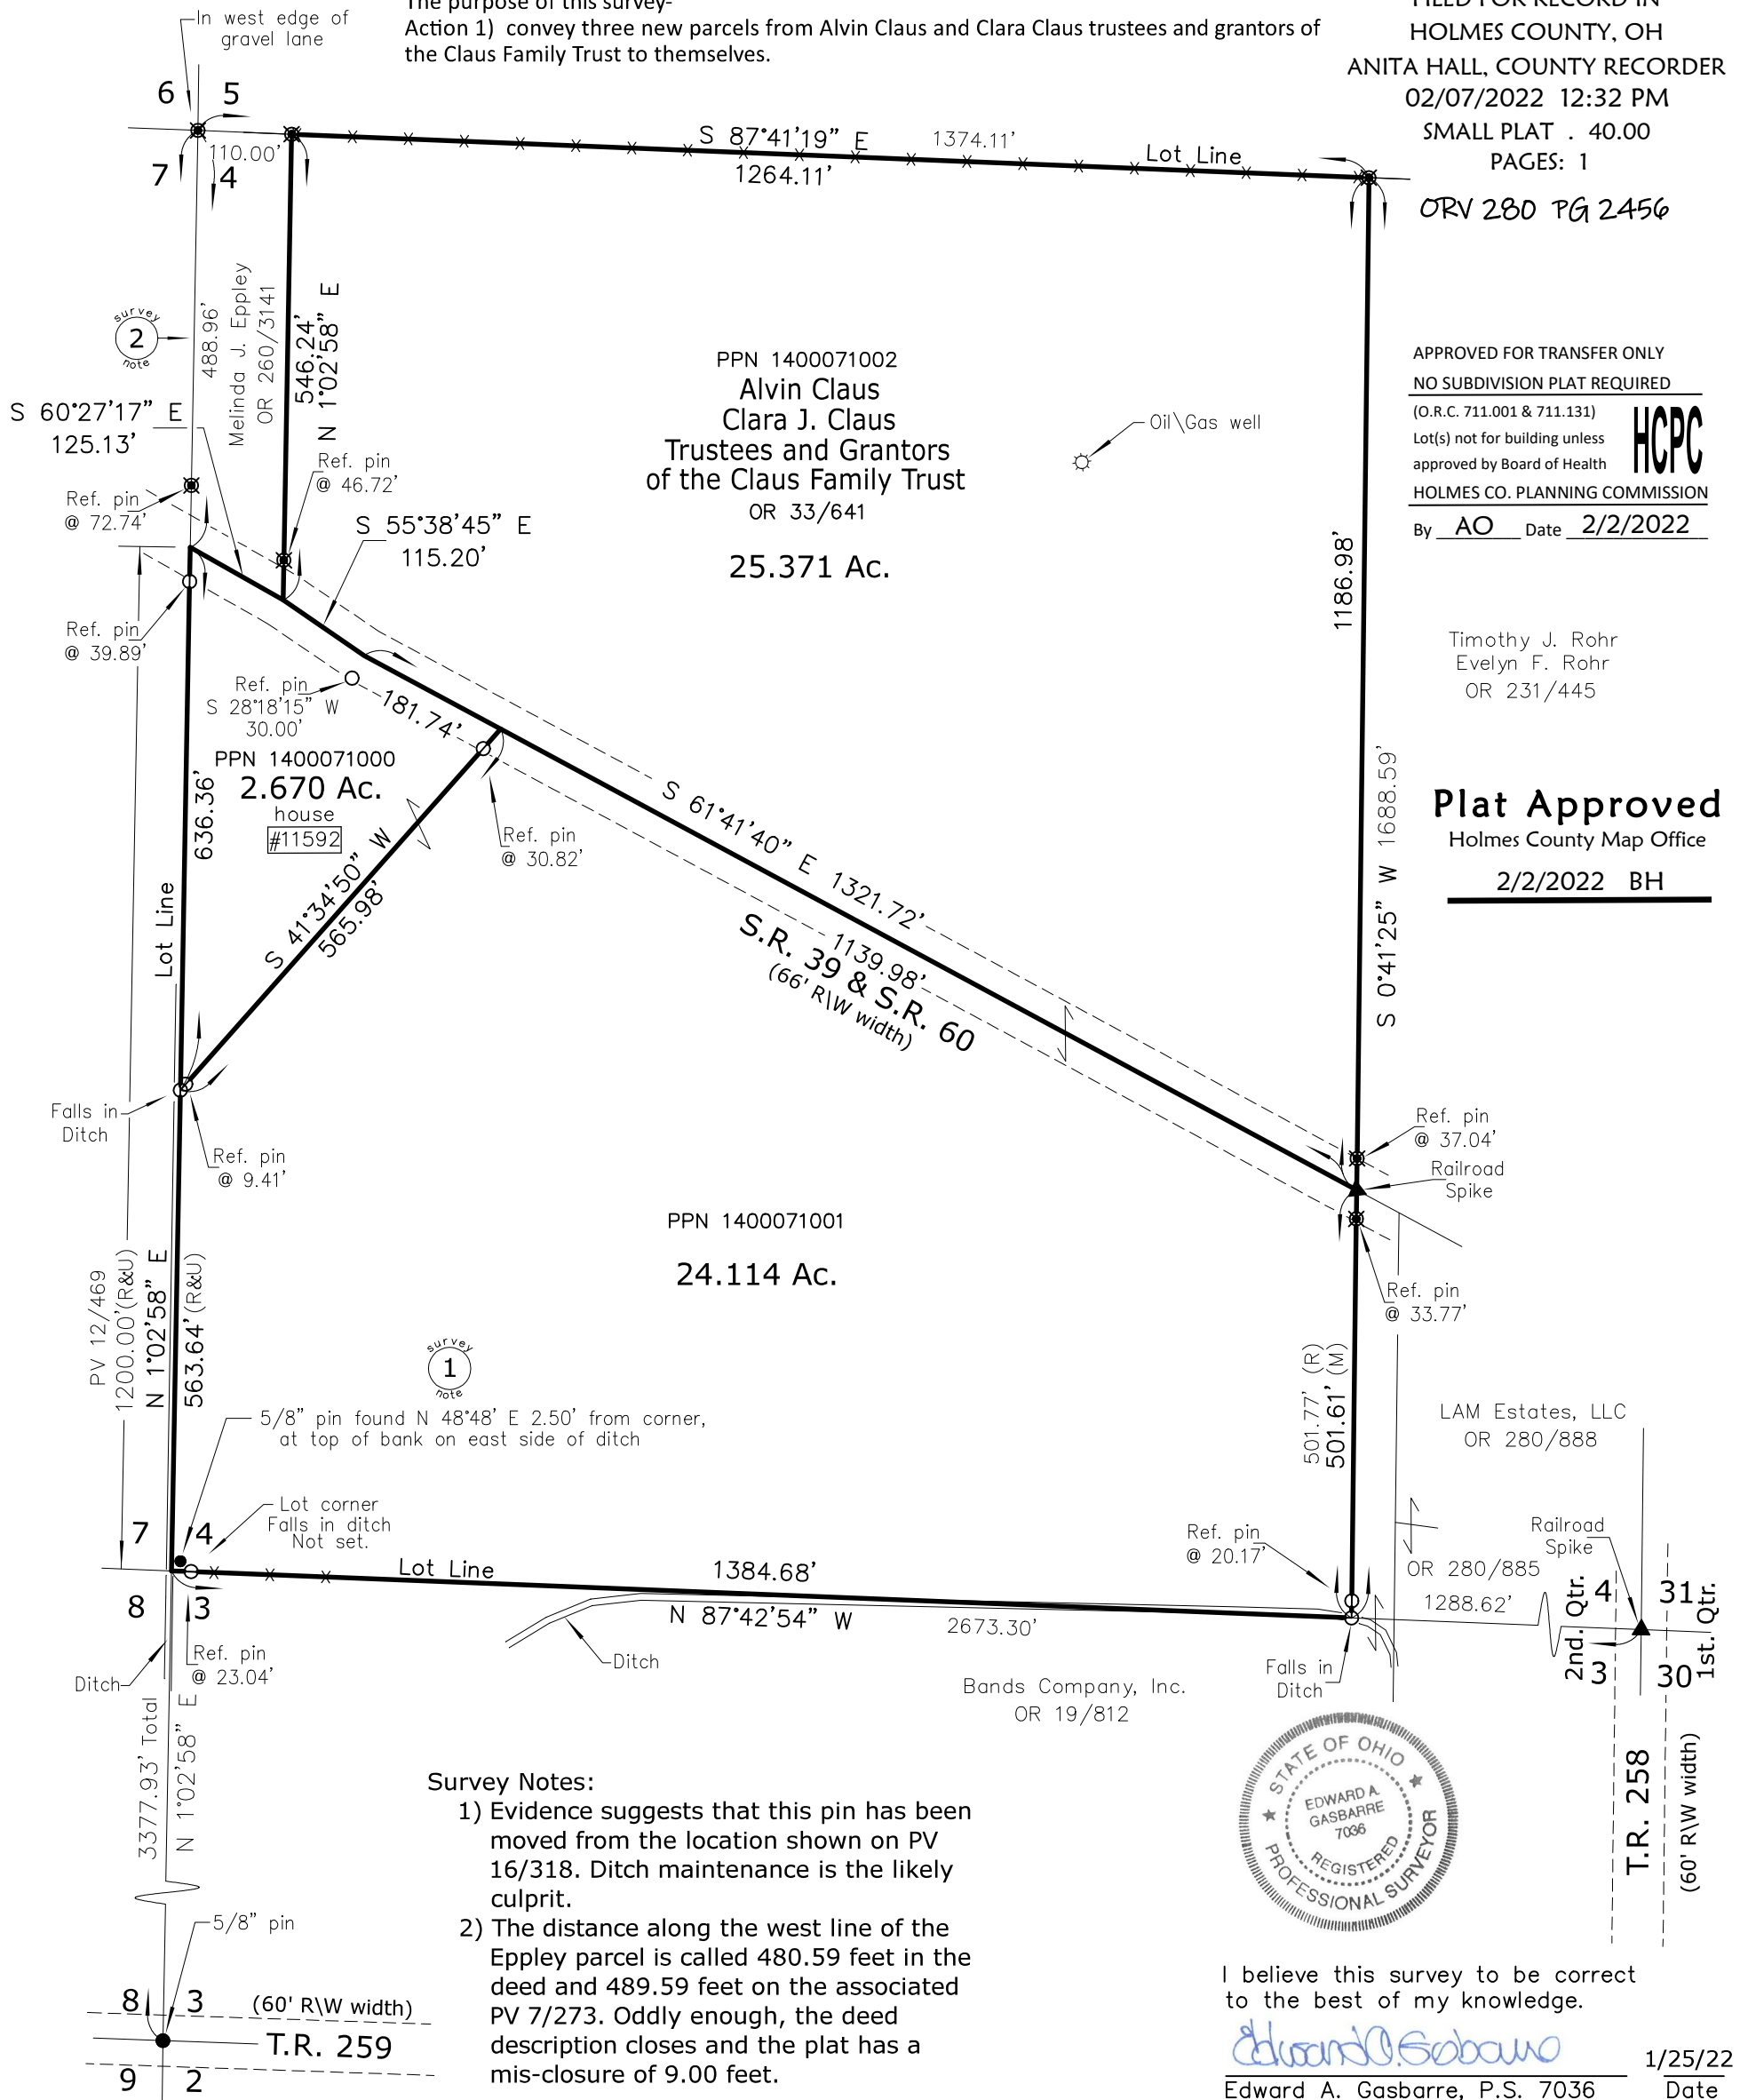 The purpose of this survey-
Action 1)  convey three new parcels from Alvin Claus and Clara Claus trustees and grantors of
the Claus Family Trust to themselves.
FILED FOR RECORD IN
HOLMES COUNTY, OH
ANITA HALL, COUNTY RECORDER
02/07/2022  12:32 PM
SMALL PLAT . 40.00
PAGES: 1
ORV 280 PG 2456
In west edge of
gravel lane
6 5
7 4
110.00'
S 87°41'19" E
1374.11'
Lot Line
1264.11'
survey
2
note
488.96'
Melinda J. Eppley
OR 260/3141
546.24'
N 1°02'58" E
S 60°27'17" E
125.13'
Ref. pin
@ 72.74'
Ref. pin
@ 46.72'
S 55°38'45" E
115.20'
Ref. pin
@ 39.89'
Ref. pin
S 28°18'15" W
30.00'
181.74'
PPN 1400071002
Alvin Claus
Clara J. Claus
Trustees and Grantors
of the Claus Family Trust
OR 33/641
25.371 Ac.
Oil\Gas well
1186.98'
S 0°41'25" W 1688.59'
APPROVED FOR TRANSFER ONLY
NO SUBDIVISION PLAT REQUIRED
(O.R.C. 711.001 & 711.131)
Lot(s) not for building unless
approved by Board of Health
HCPC
HOLMES CO. PLANNING COMMISSION
By AO Date 2/2/2022
Timothy J. Rohr
Evelyn F. Rohr
OR 231/445
Plat Approved
Holmes County Map Office
2/2/2022 BH
PPN 1400071000
2.670 Ac.
house
#11592
636.36'
Lot Line
S 41°34'50" W
565.98'
Ref. pin
@ 30.82'
S 61°41'40" E 1321.72'
1139.98'
S.R. 39 & S.R. 60
(66' R\W width)
Falls in
Ditch
Ref. pin
@ 9.41'
Ref. pin
@ 37.04'
Railroad
Spike
Ref. pin
@ 33.77'
PPN 1400071001
24.114 Ac.
PV 12/469
1200.00'(R&U)
N 1°02'58" E
563.64'(R&U)
survey
1
note
5/8" pin found N 48°48' E 2.50' from corner,
at top of bank on east side of ditch
501.77' (R)
501.61' (M)
LAM Estates, LLC
OR 280/888
Lot corner
Falls in ditch
Not set.
7 4
8 3
Lot Line
1384.68'
N 87°42'54" W
2673.30'
Ref. pin
@ 20.17'
OR 280/885
1288.62'
Railroad
Spike
2nd. Qtr.
4 31
3 30
1st. Qtr.
Ref. pin
@ 23.04'
Ditch
Ditch
Falls in
Ditch
Bands Company, Inc.
OR 19/812
3377.93' Total
N 1°02'58" E
T.R. 258
(60' R\W width)
STATE OF OHIO
EDWARD A.
GASBARRE
7036
REGISTERED
PROFESSIONAL SURVEYOR
Survey Notes:
1) Evidence suggests that this pin has been
moved from the location shown on PV
16/318. Ditch maintenance is the likely
culprit.
2) The distance along the west line of the
Eppley parcel is called 480.59 feet in the
deed and 489.59 feet on the associated
PV 7/273. Oddly enough, the deed
description closes and the plat has a
mis-closure of 9.00 feet.
5/8" pin
8 3
(60' R\W width)
T.R. 259
9 2
I believe this survey to be correct
to the best of my knowledge.
Edward A. Gasbarre
1/25/22
Edward A. Gasbarre, P.S. 7036
Date